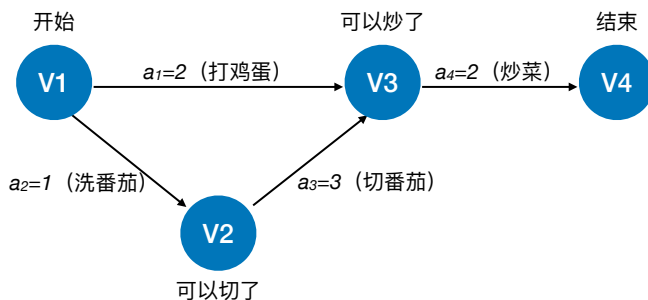 开始
可以炒了
结束
V1
a₁=2（打鸡蛋）
V3
a₄=2（炒菜）
V4
a₂=1（洗番茄）
a₃=3（切番茄）
V2
可以切了